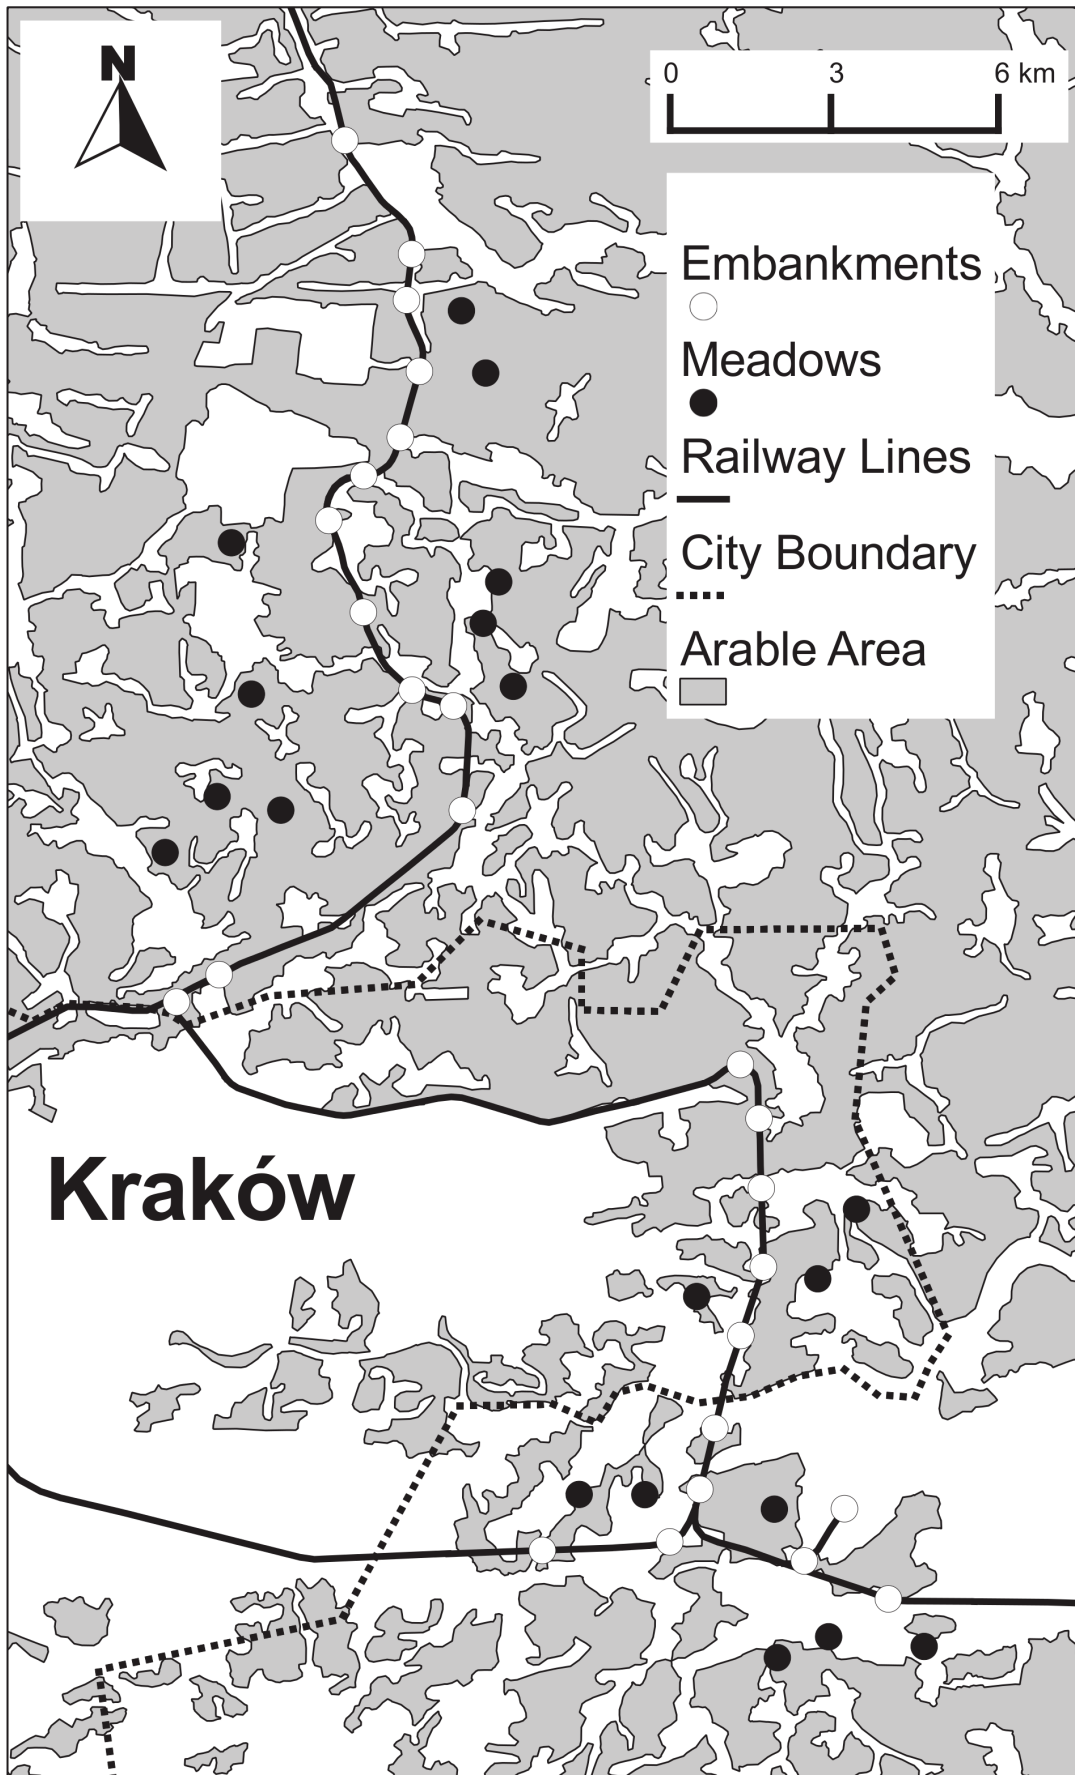 N
0 3 6 km
Embankments
Meadows
Railway Lines
City Boundary
Arable Area
Kraków